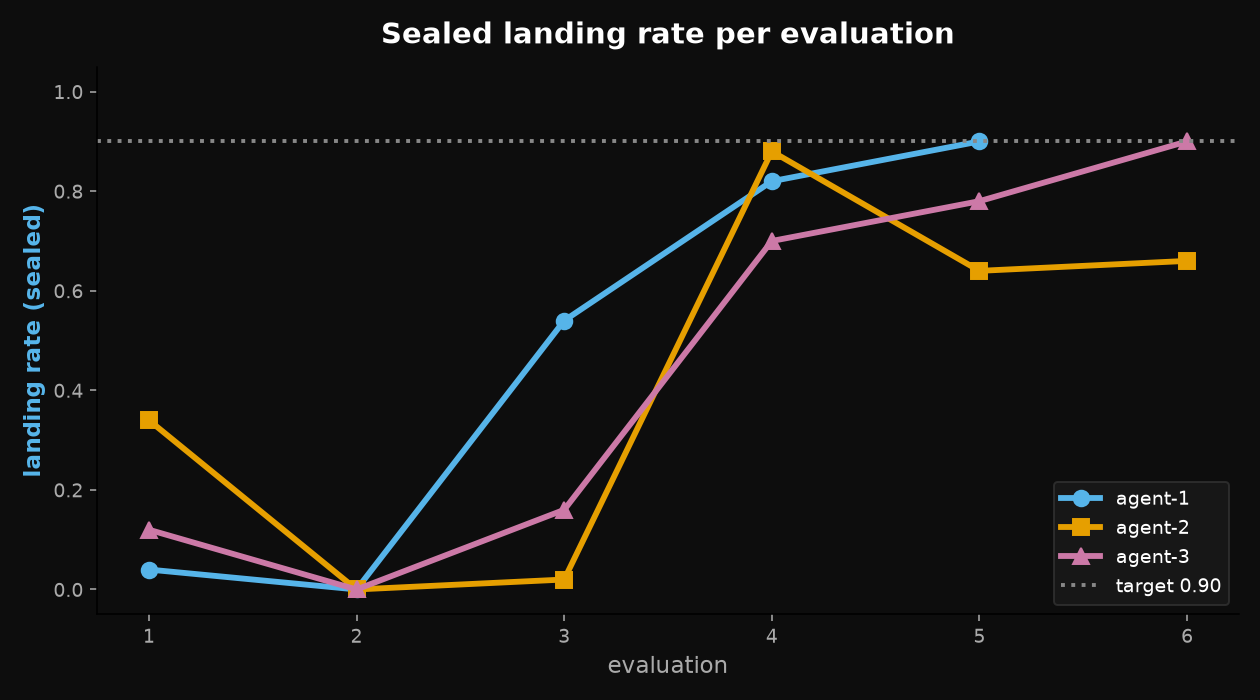 Sealed landing rate per evaluation
landing rate (sealed)
1.0
0.8
0.6
0.4
0.2
0.0
1 2 3 4 5 6
evaluation
agent-1
agent-2
agent-3
target 0.90